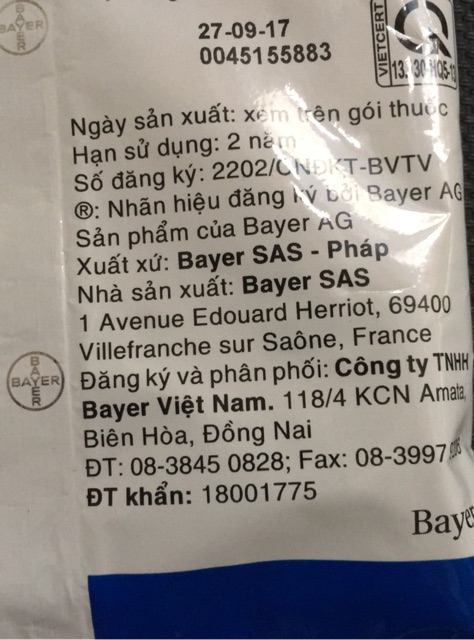 BAYER
27-09-17
0045155883
VIETCERT
Ngày sản xuất: xem trên gói thuốc
Hạn sử dụng: 2 năm
Số đăng ký: 2202/CNĐKT-BVTV
®: Nhãn hiệu đăng ký bởi Bayer AG
Sản phẩm của Bayer AG
Xuất xứ: Bayer SAS - Pháp
Nhà sản xuất: Bayer SAS
1 Avenue Edouard Herriot, 69400
Villefranche sur Saône, France
Đăng ký và phân phối: Công ty TNHH
Bayer Việt Nam. 118/4 KCN Amata,
Biên Hòa, Đồng Nai
ĐT: 08-3845 0828; Fax: 08-3997
ĐT khẩn: 18001775
BAYER
BAYER
Bayer